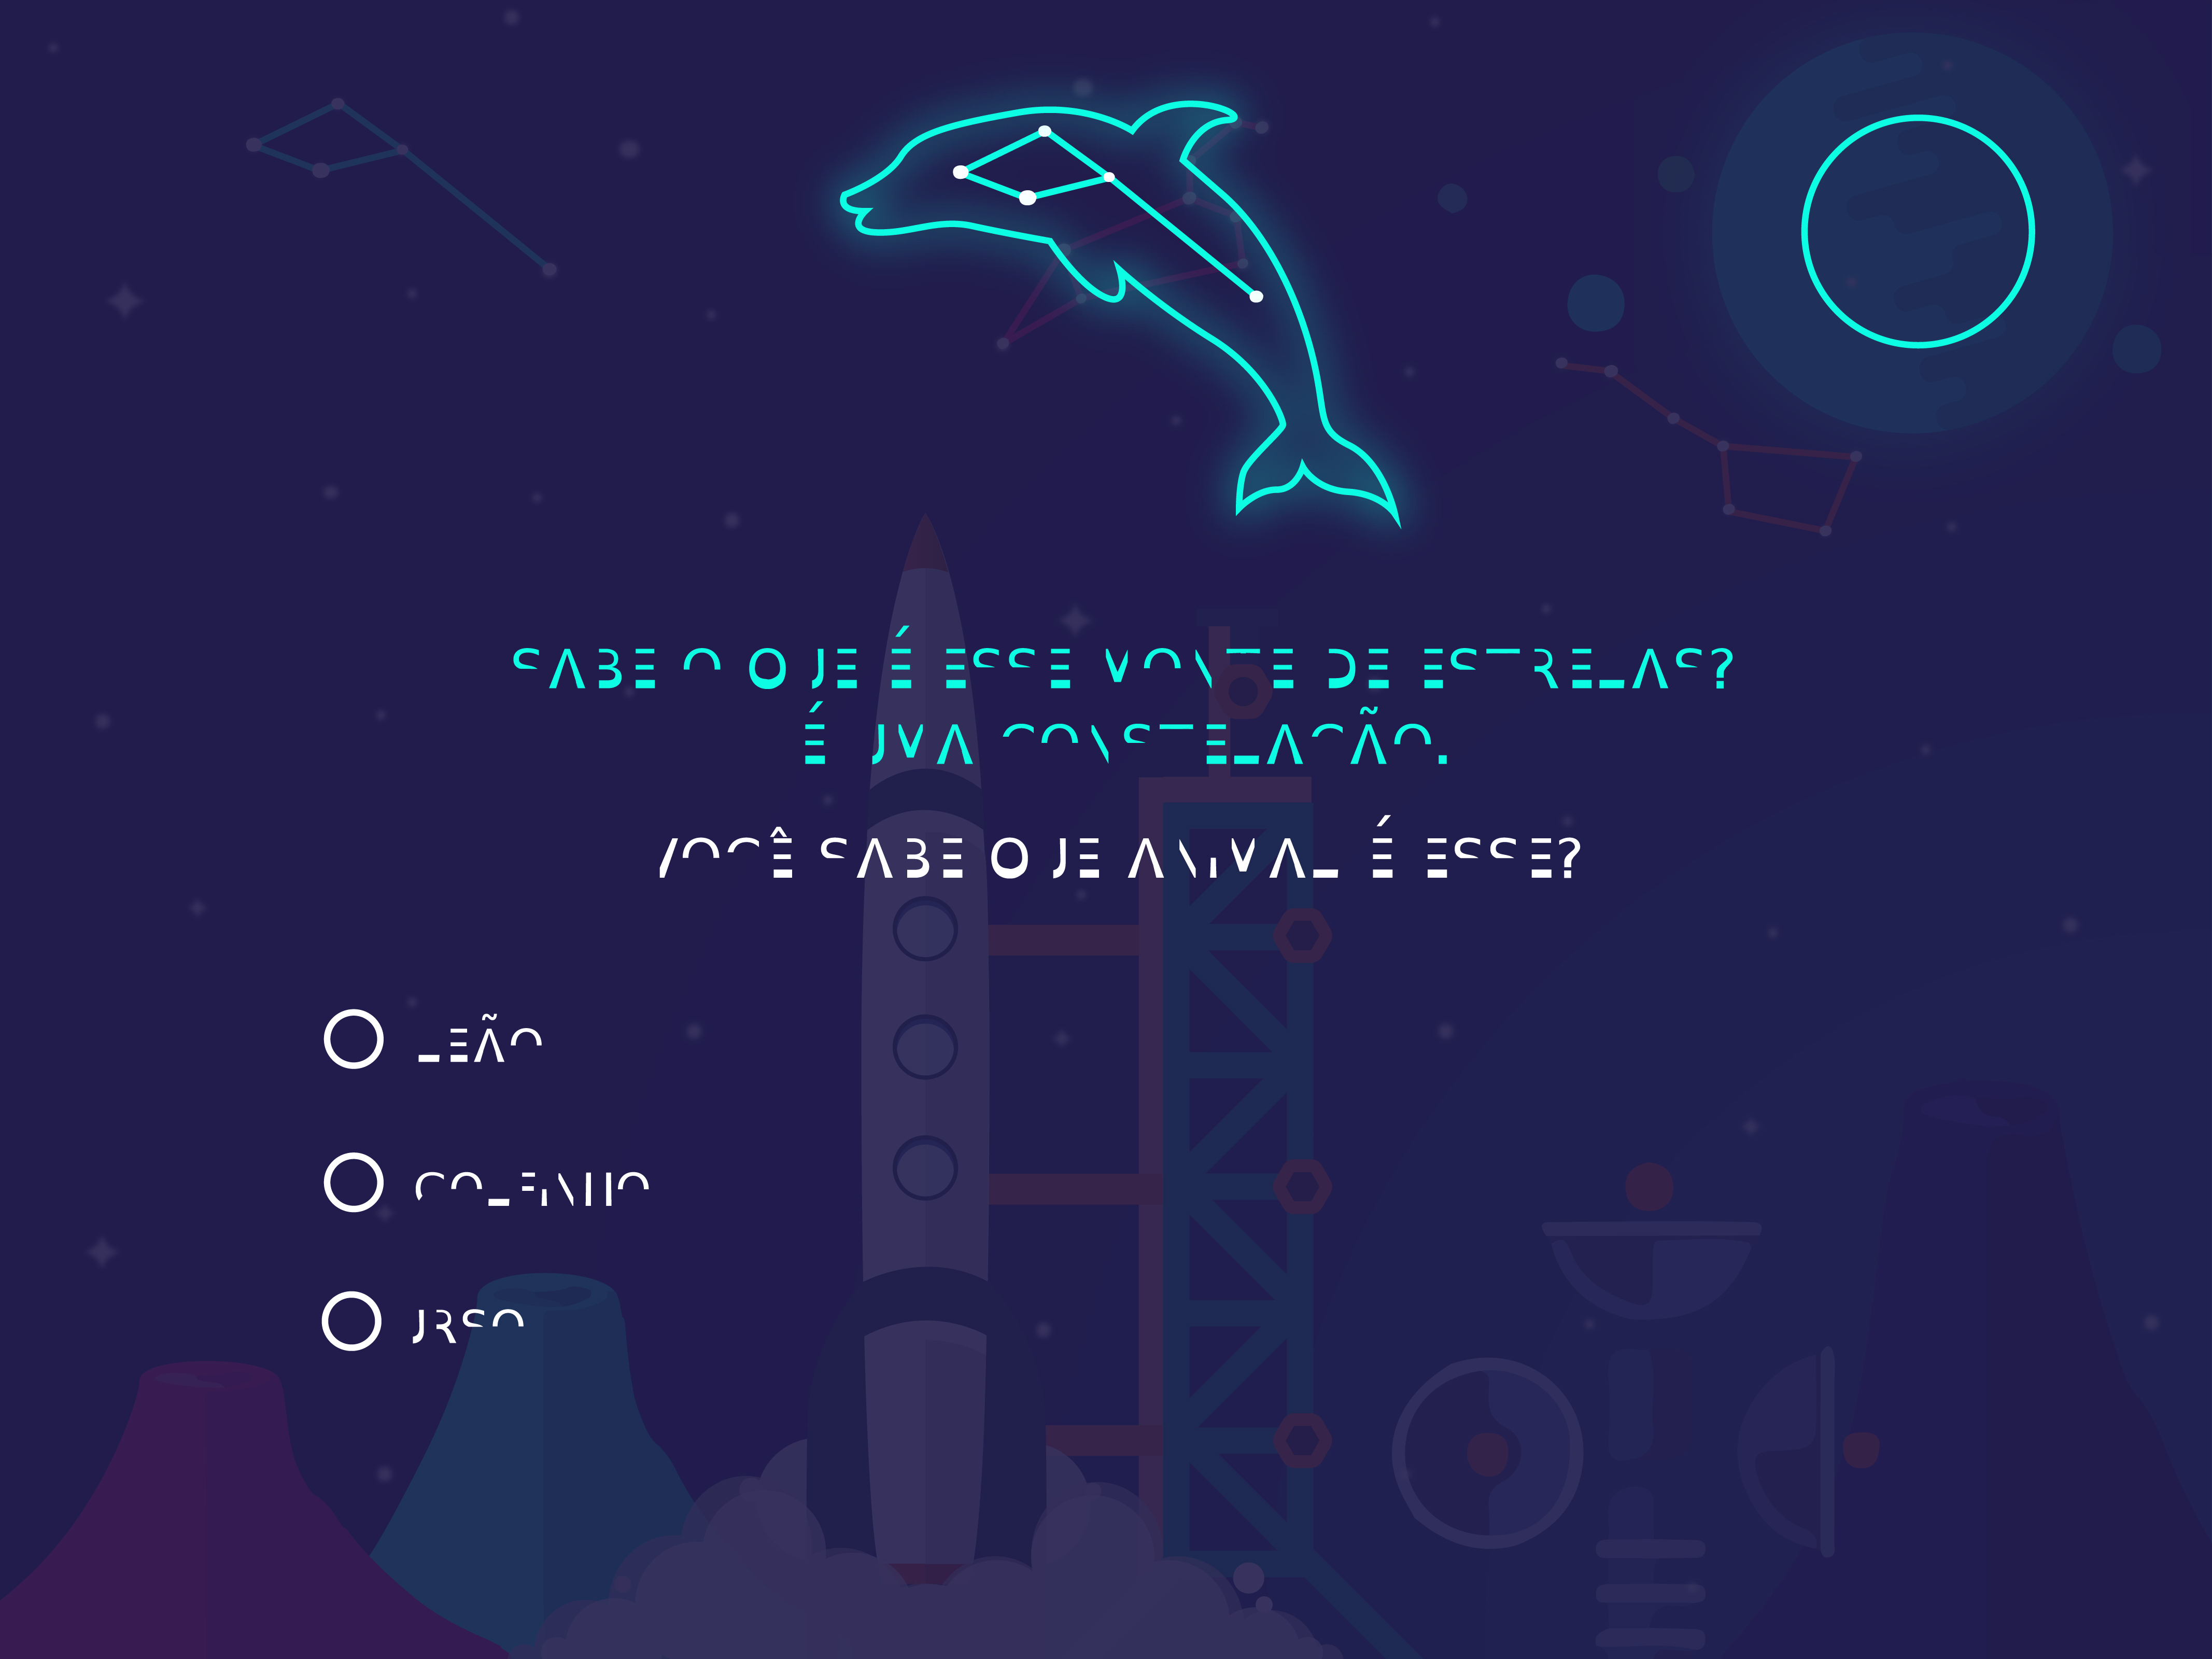 SABE O QUE É ESSE MONTE DE ESTRELAS?
É UMA CONSTELAÇÃO.
VOCÊ SABE QUE ANIMAL É ESSE?
LEÃO
GOLFINHO
URSO